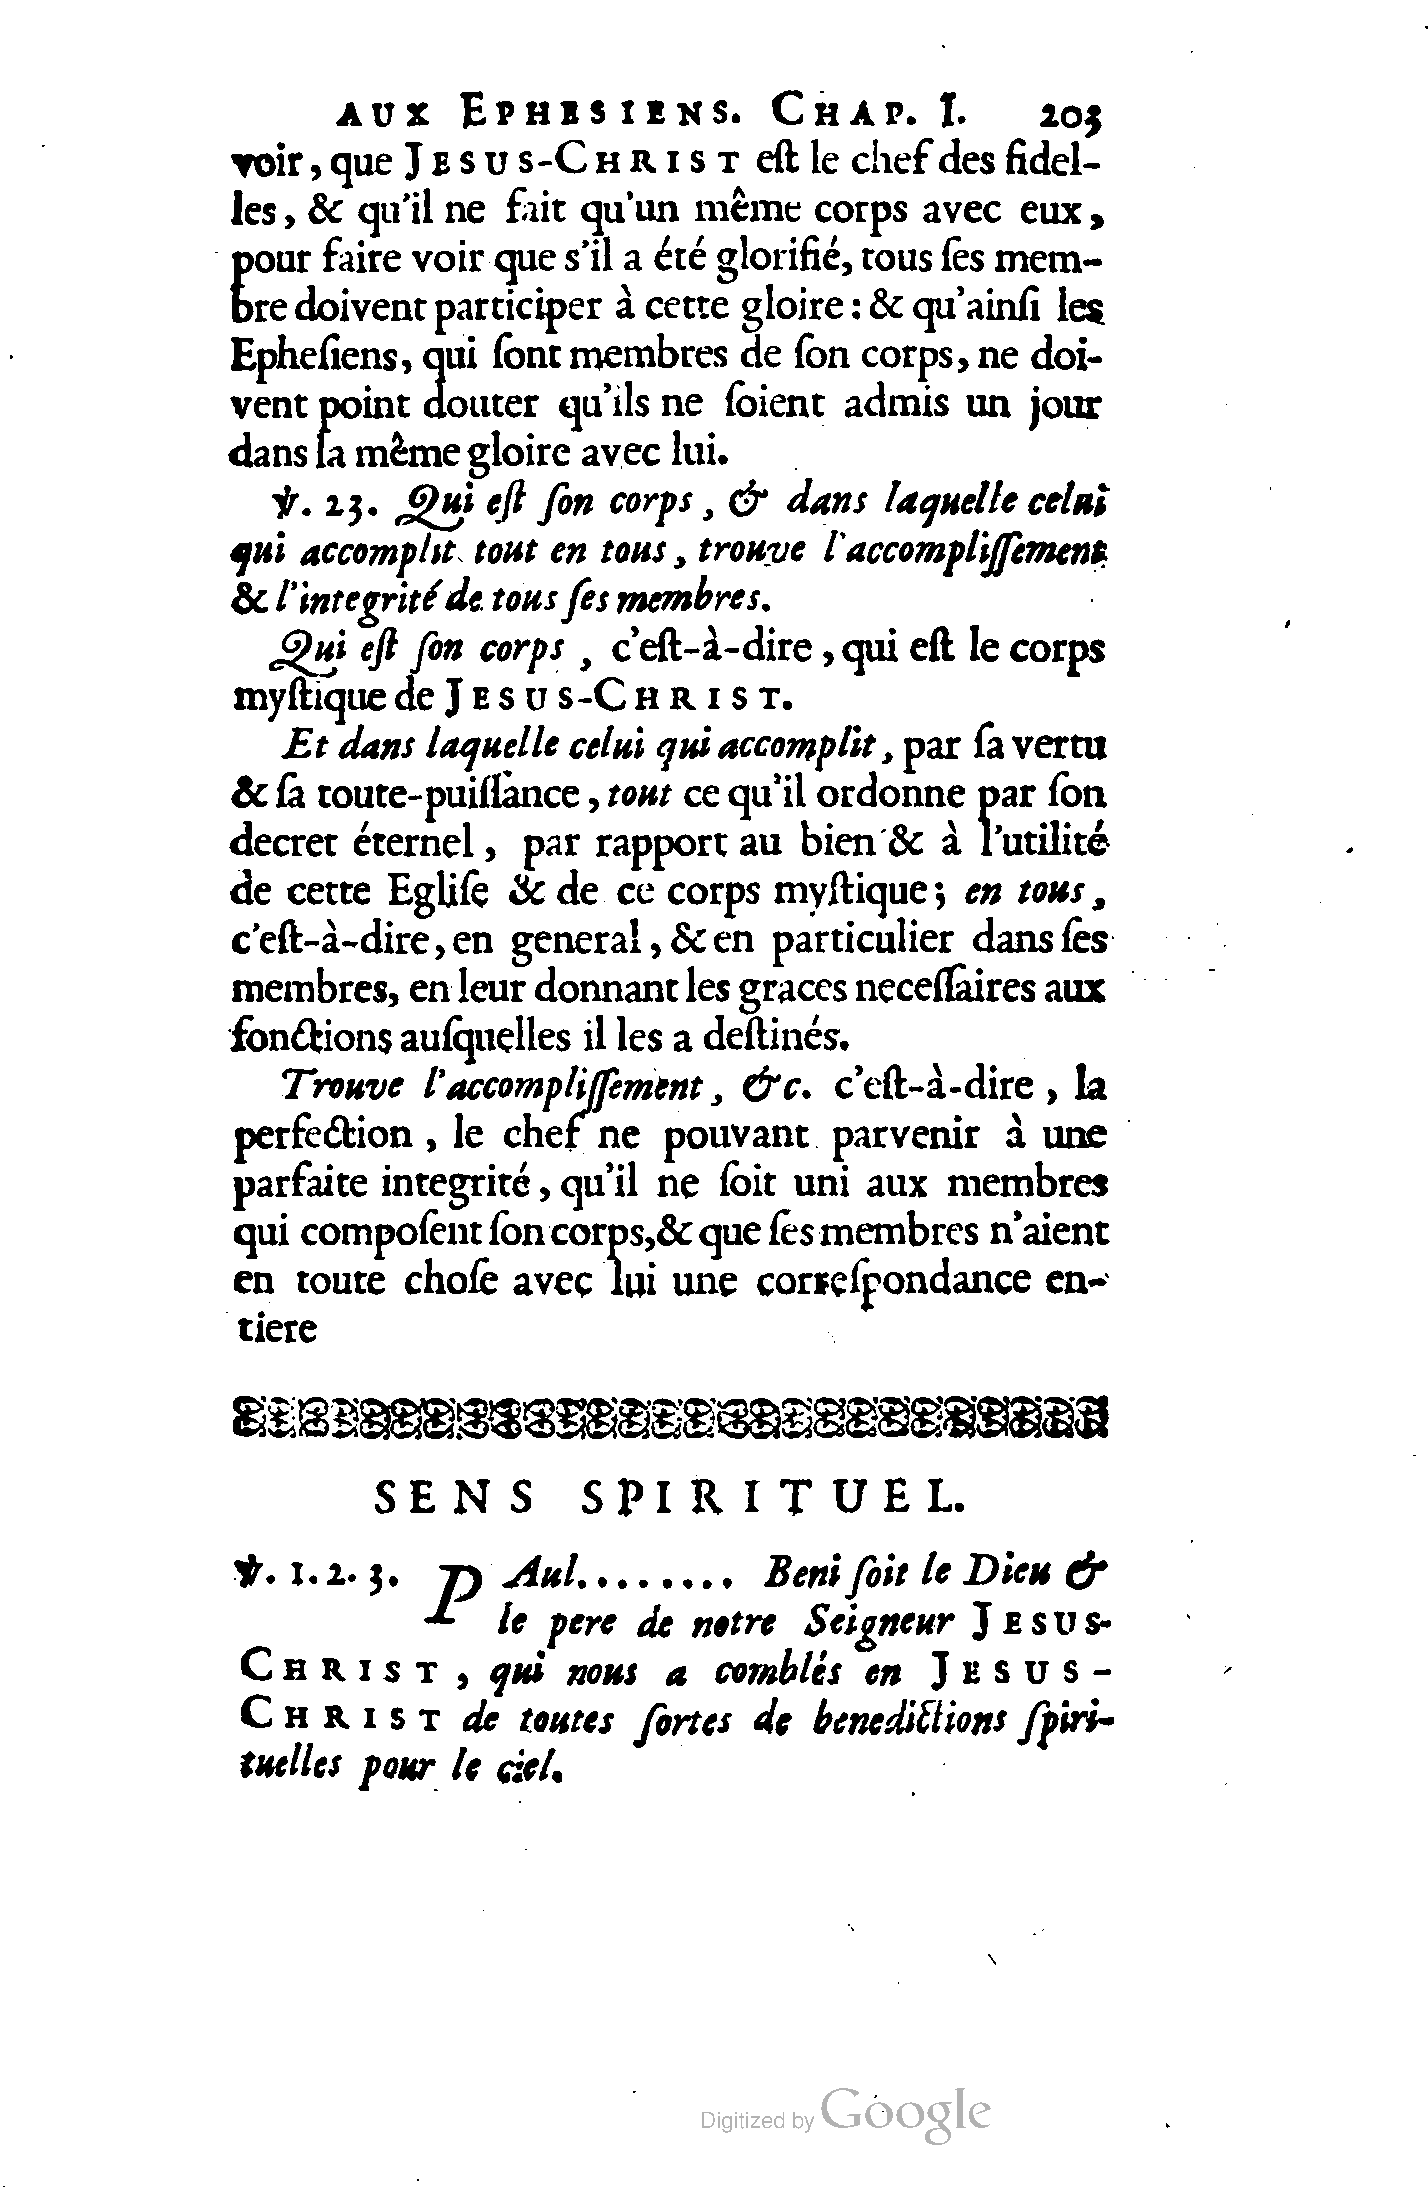 AUX EPHESIENS. CHAP. I. 203
voir, que JESUS-CHRIST eſt le chef des fidel-
les, & qu'il ne fait qu'un même corps avec eux,
pour faire voir que s'il a été glorifié, tous ſes mem-
bre doivent participer à cette gloire : & qu'ainſi les
Epheſiens, qui ſont membres de ſon corps, ne doi-
vent point douter qu'ils ne ſoient admis un jour
dans la même gloire avec lui.
℣. 23. Qui eſt ſon corps, & dans laquelle celui
qui accomplit tout en tous, trouve l'accompliſſement
& l'integrité de tous ſes membres.
Qui eſt ſon corps, c'eſt-à-dire, qui eſt le corps
myſtique de JESUS-CHRIST.
Et dans laquelle celui qui accomplit, par ſa vertu
& ſa toute-puiſſance, tout ce qu'il ordonne par ſon
decret éternel, par rapport au bien & à l'utilité
de cette Egliſe & de ce corps myſtique; en tous,
c'eſt-à-dire, en general, & en particulier dans ſes
membres, en leur donnant les graces neceſſaires aux
fonctions auſquelles il les a deſtinés.
Trouve l'accompliſſement, &c. c'eſt-à-dire, la
perfection, le chef ne pouvant parvenir à une
parfaite integrité, qu'il ne ſoit uni aux membres
qui compoſent ſon corps, & que ſes membres n'aient
en toute choſe avec lui une correſpondance en-
tiere
SENS SPIRITUEL.
℣. 1. 2. 3. PAul........ Beni ſoit le Dieu &
le pere de notre Seigneur JESUS-
CHRIST, qui nous a comblés en JESUS-
CHRIST de toutes ſortes de benedictions ſpiri-
tuelles pour le ciel.
Digitized by Google